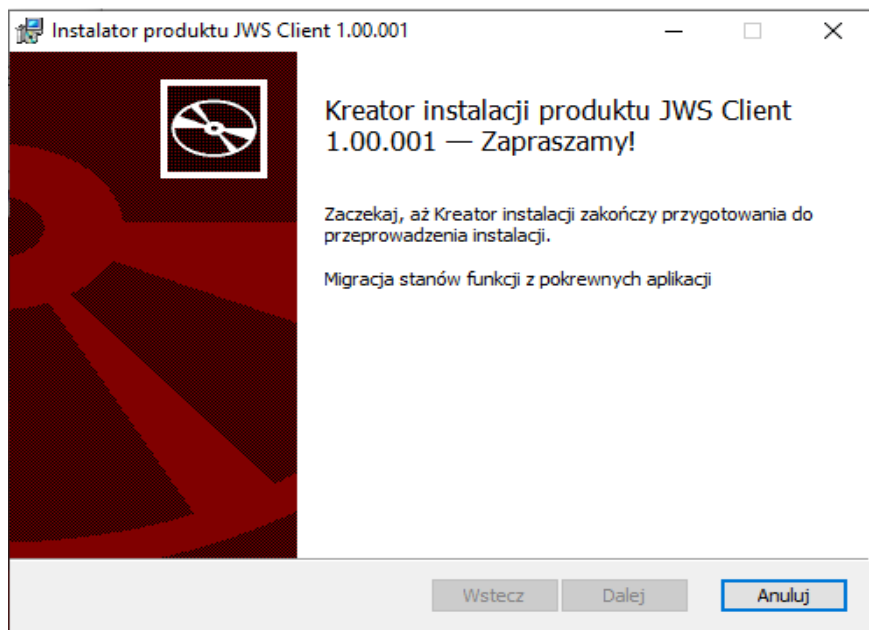 Instalator produktu JWS Client 1.00.001
Kreator instalacji produktu JWS Client
1.00.001 — Zapraszamy!
Zaczekaj, aż Kreator instalacji zakończy przygotowania do
przeprowadzenia instalacji.
Migracja stanów funkcji z pokrewnych aplikacji
Wstecz
Dalej
Anuluj